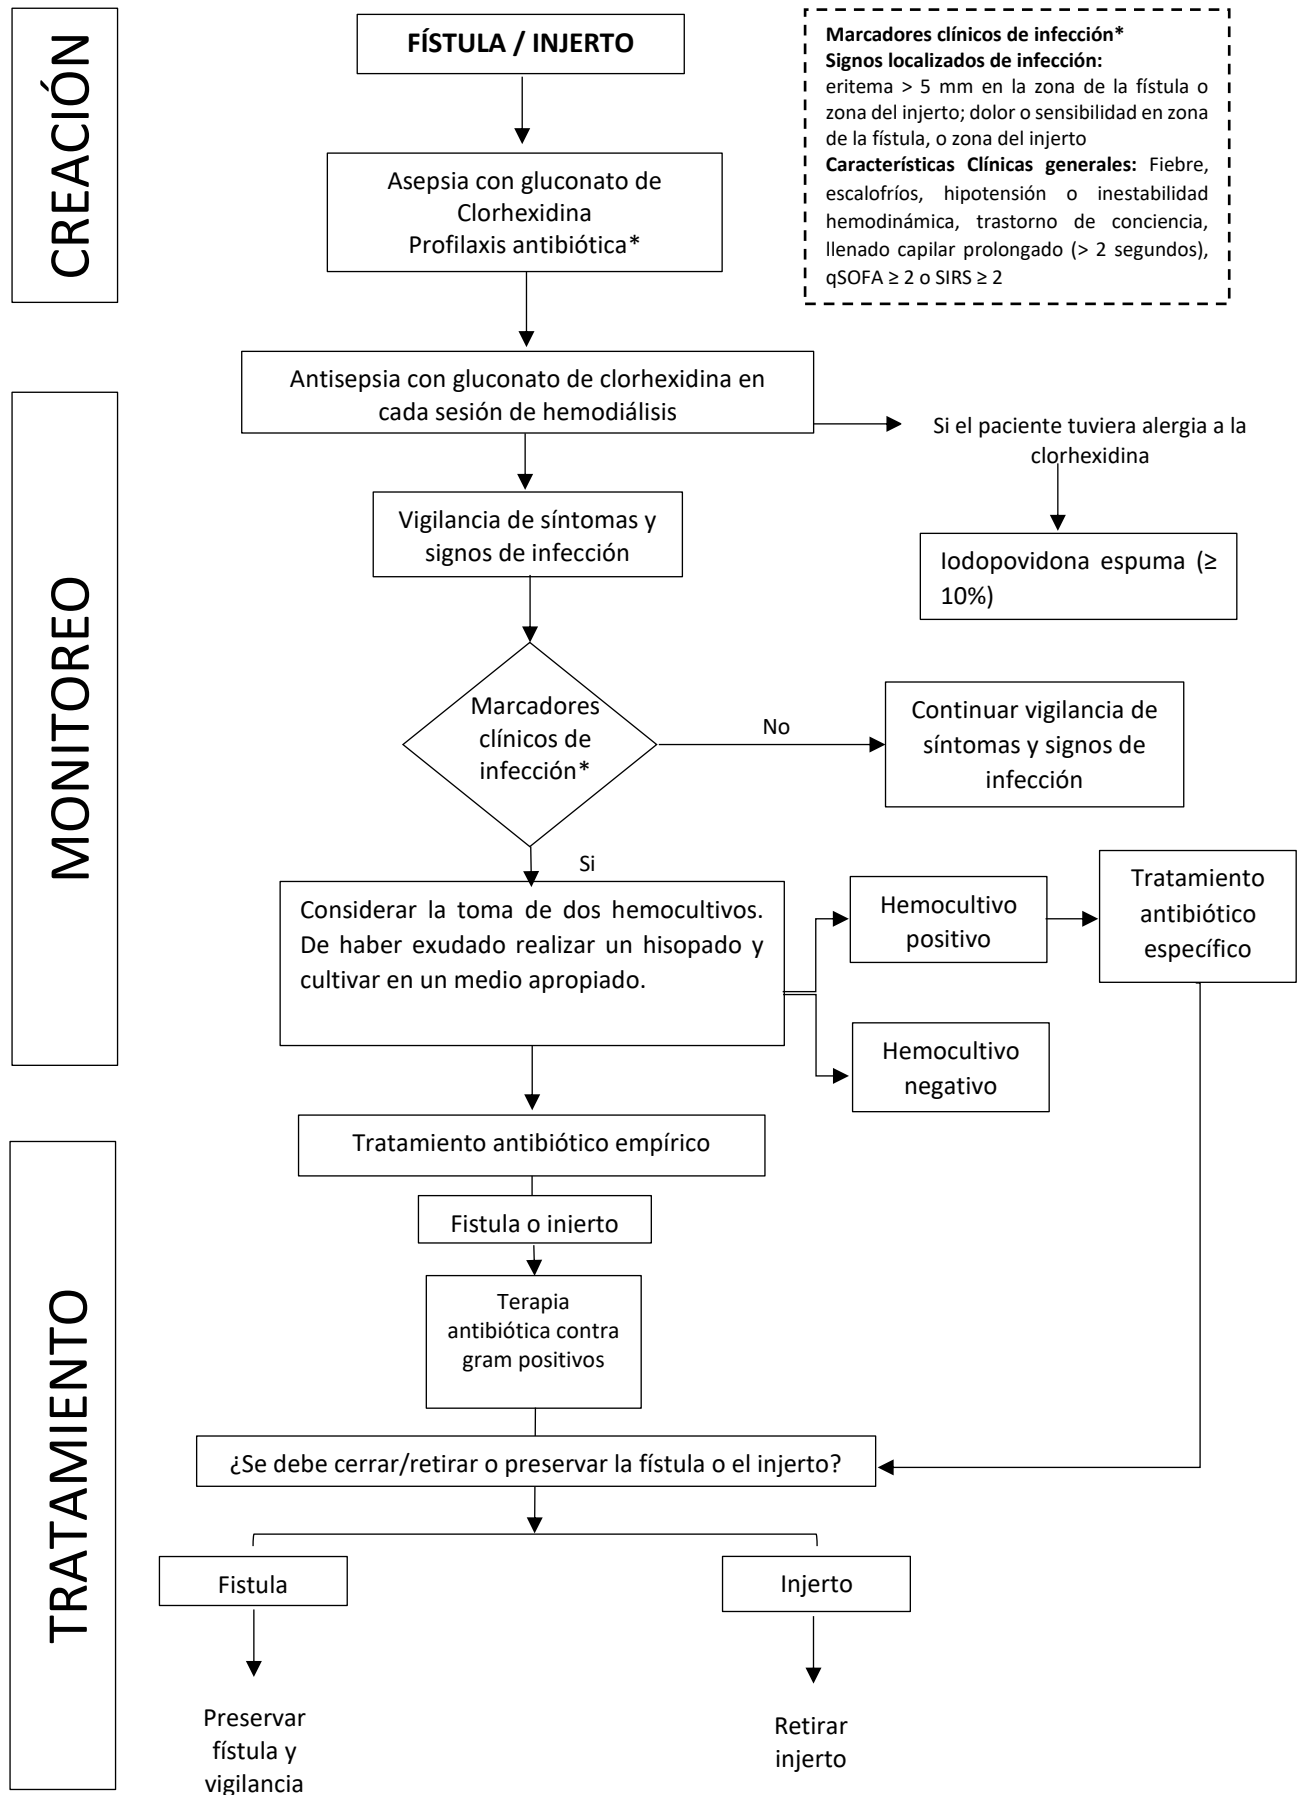 CREACIÓN
FÍSTULA / INJERTO
Asepsia con gluconato de
Clorhexidina
Profilaxis antibiótica*
Marcadores clínicos de infección*
Signos localizados de infección:
eritema > 5 mm en la zona de la fístula o
zona del injerto; dolor o sensibilidad en zona
de la fístula, o zona del injerto
Características Clínicas generales: Fiebre,
escalofríos, hipotensión o inestabilidad
hemodinámica, trastorno de conciencia,
llenado capilar prolongado (> 2 segundos),
qSOFA ≥ 2 o SIRS ≥ 2
MONITOREO
Antisepsia con gluconato de clorhexidina en
cada sesión de hemodiálisis
Si el paciente tuviera alergia a la
clorhexidina
Iodopovidona espuma (≥
10%)
Vigilancia de síntomas y
signos de infección
Marcadores
clínicos de
infección*
No
Continuar vigilancia de
síntomas y signos de
infección
Si
Considerar la toma de dos hemocultivos.
De haber exudado realizar un hisopado y
cultivar en un medio apropiado.
Hemocultivo
positivo
Tratamiento
antibiótico
específico
Hemocultivo
negativo
TRATAMIENTO
Tratamiento antibiótico empírico
Fistula o injerto
Terapia
antibiótica contra
gram positivos
¿Se debe cerrar/retirar o preservar la fístula o el injerto?
Fistula
Injerto
Preservar
fístula y
vigilancia
Retirar
injerto